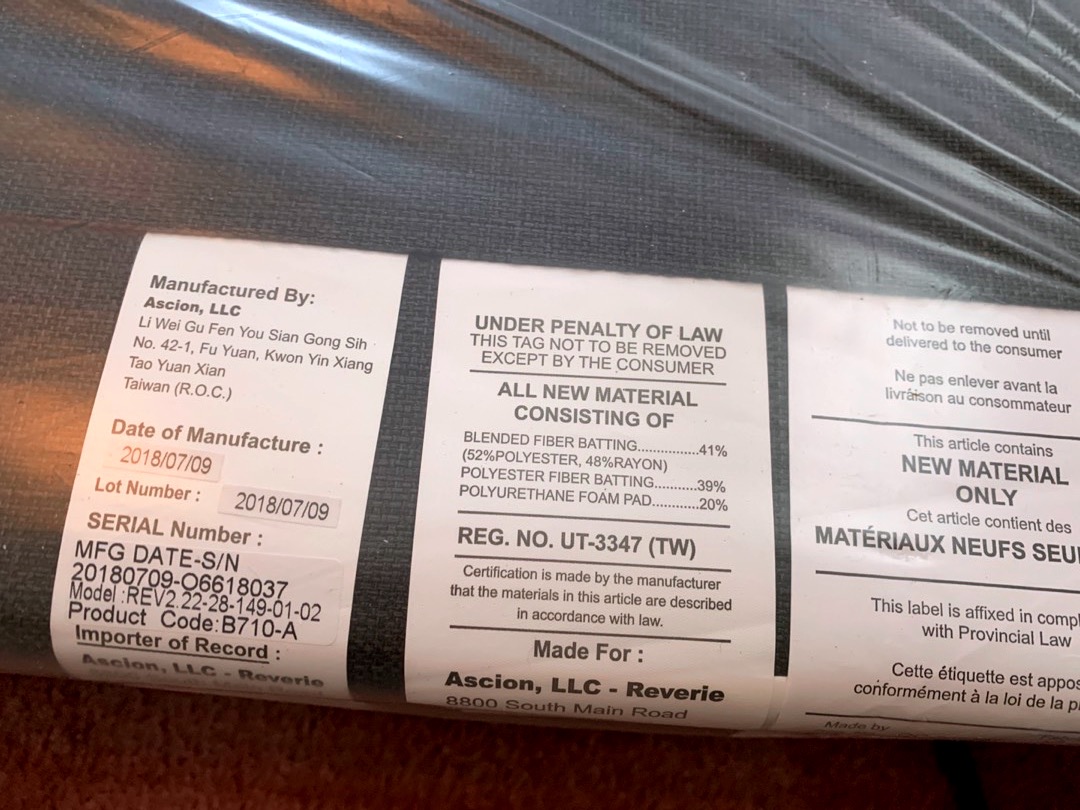 Manufactured By:
Ascion, LLC
Li Wei Gu Fen You Sian Gong Sih
No. 42-1, Fu Yuan, Kwon Yin Xiang
Tao Yuan Xian
Taiwan (R.O.C.)
Date of Manufacture :
2018/07/09
Lot Number :
2018/07/09
SERIAL Number :
MFG DATE-S/N
20180709-O6618037
Model :REV2.22-28-149-01-02
Product Code:B710-A
Importer of Record :
Ascion, LLC - Reverie
UNDER PENALTY OF LAW
THIS TAG NOT TO BE REMOVED
EXCEPT BY THE CONSUMER
ALL NEW MATERIAL
CONSISTING OF
BLENDED FIBER BATTING................41%
(52%POLYESTER, 48%RAYON)
POLYESTER FIBER BATTING...........39%
POLYURETHANE FOAM PAD............20%
REG. NO. UT-3347 (TW)
Certification is made by the manufacturer
that the materials in this article are described
in accordance with law.
Made For :
Ascion, LLC - Reverie
8800 South Main Road
Not to be removed until
delivered to the consumer
Ne pas enlever avant la
livraison au consommateur
This article contains
NEW MATERIAL
ONLY
Cet article contient des
MATÉRIAUX NEUFS SEU
This label is affixed in compl
with Provincial Law
Cette étiquette est appos
conformément à la loi de la p
Made by